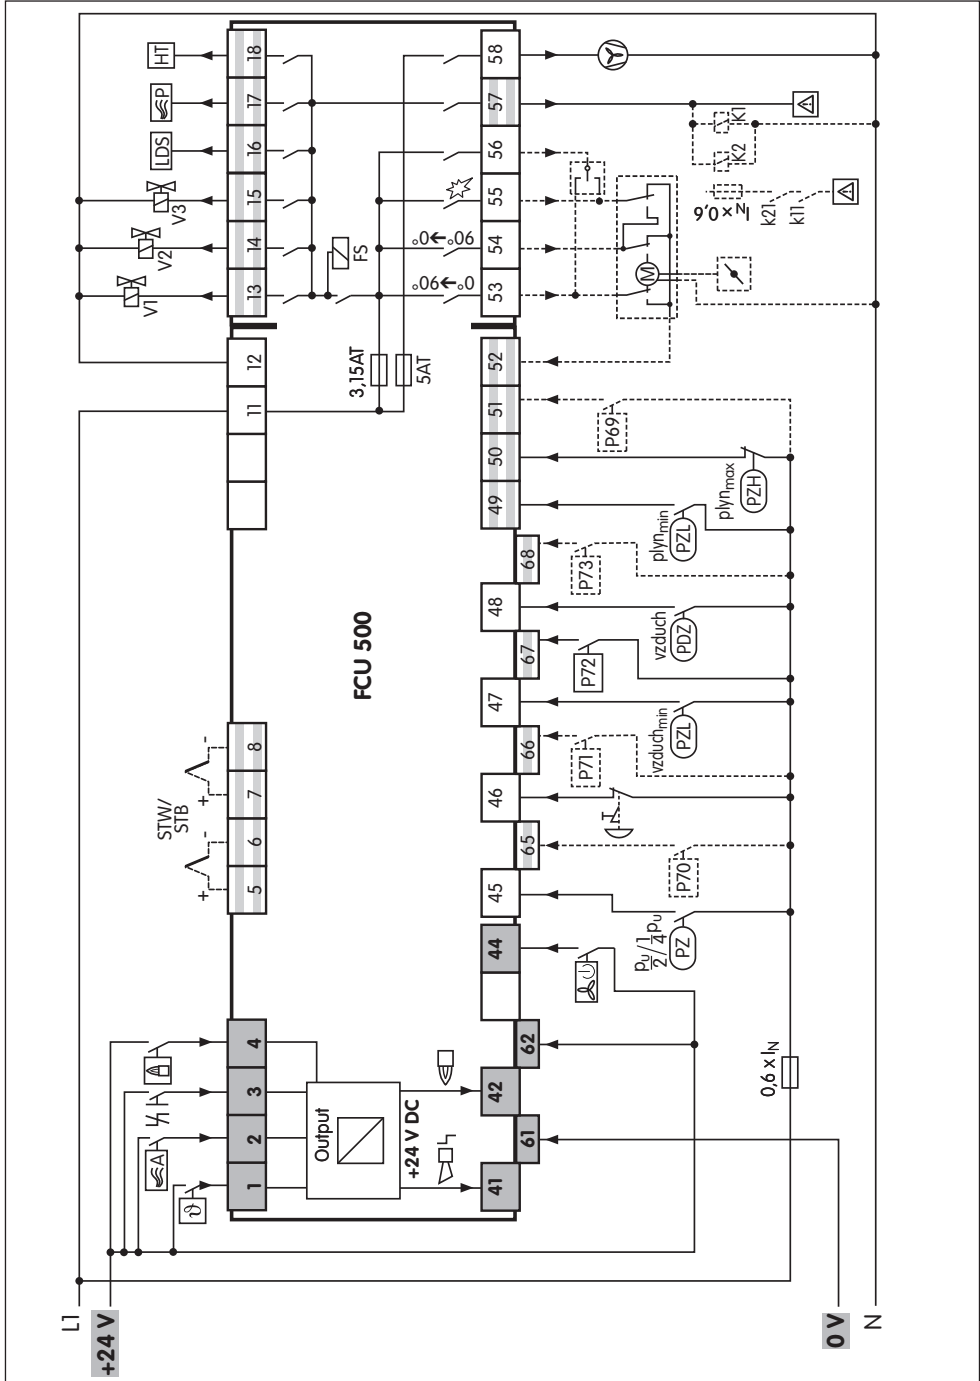 L1
+24 V
ϑ
A
STW/
STB
+ - + -
V1
V2
V3
LDS
P
HT
1 2 3 4
5 6 7 8
11 12
13 14 15 16 17 18
Output
+24 V DC
FCU 500
3,15AT
5AT
FS
0°→90°
90°→0°
41 42 44 45 46 47 48 49 50 51 52
53 54 55 56 57 58
61 62 65 66 67 68
P71
P72
P73
P69
M
pu/2 / 1/4 pu
PZ
P70
vzduchmin
PZL
vzduch
PDZ
plynmin
PZL
plynmax
PZH
IN x 0,6
k21
k11
K2
K1
0,6 x IN
0 V
N